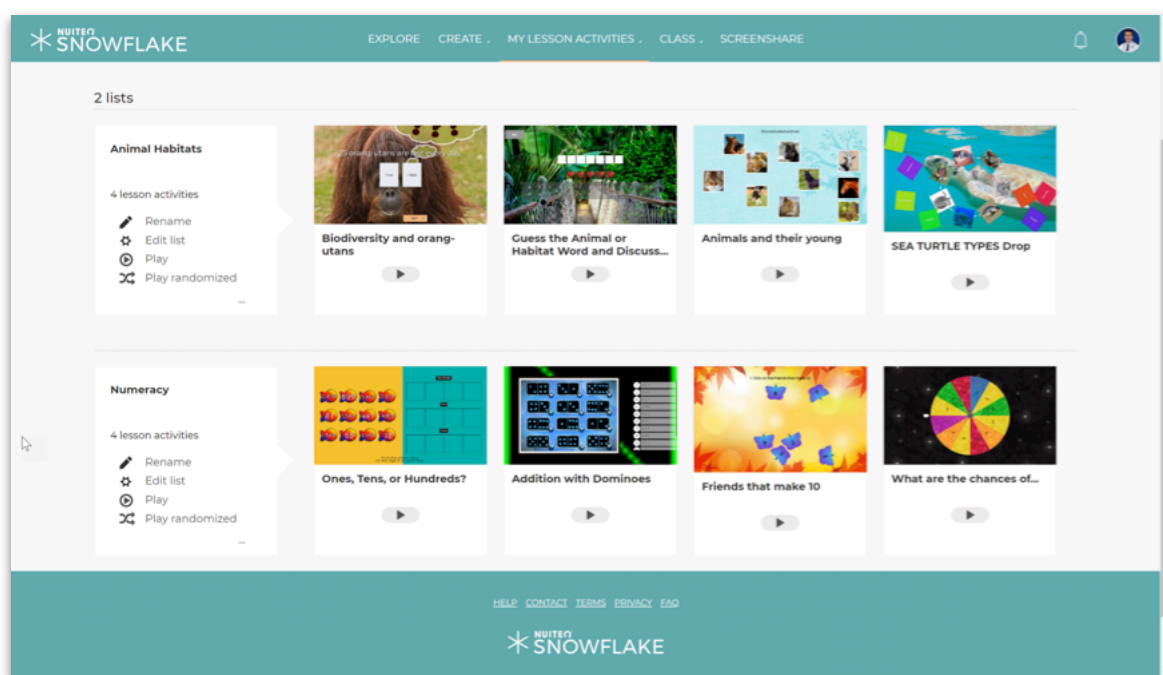 NUITEQ
SNOWFLAKE
EXPLORE CREATE MY LESSON ACTIVITIES CLASS SCREENSHARE
2 lists
Animal Habitats
4 lesson activities
Rename
Edit list
Play
Play randomized
...
Biodiversity and orang-
utans
Guess the Animal or
Habitat Word and Discuss...
Animals and their young
SEA TURTLE TYPES Drop
Numeracy
4 lesson activities
Rename
Edit list
Play
Play randomized
...
Ones, Tens, or Hundreds?
Addition with Dominoes
Friends that make 10
What are the chances of...
HELP CONTACT TERMS PRIVACY FAQ
NUITEQ
SNOWFLAKE